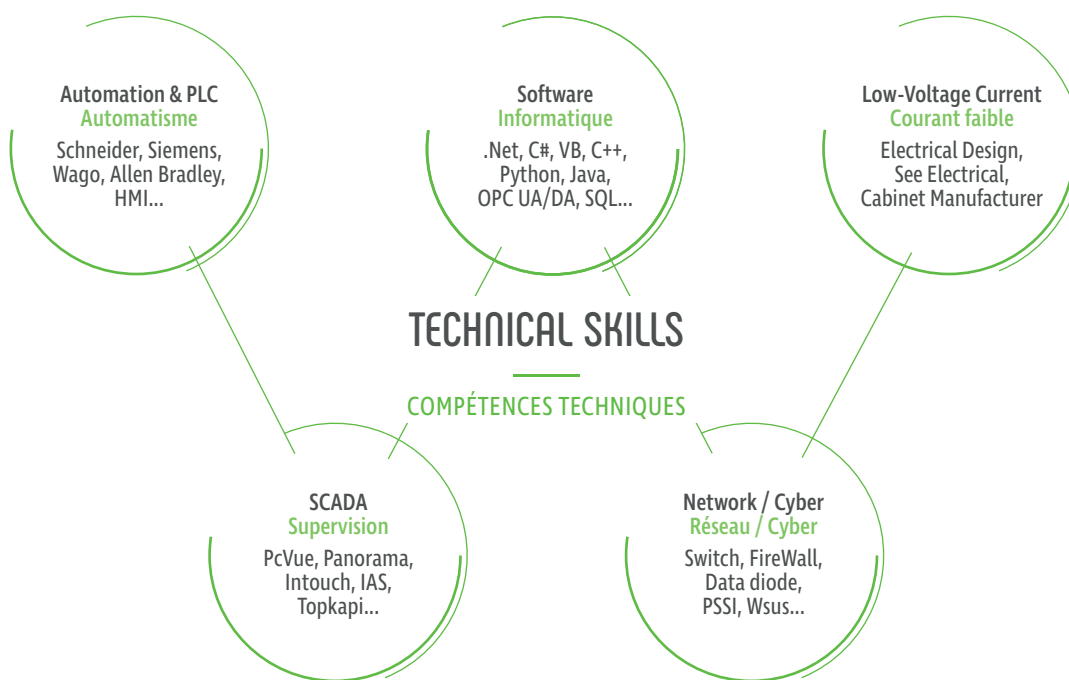 Automation & PLC
Automatisme
Schneider, Siemens,
Wago, Allen Bradley,
HMI...
Software
Informatique
.Net, C#, VB, C++,
Python, Java,
OPC UA/DA, SQL...
Low-Voltage Current
Courant faible
Electrical Design,
See Electrical,
Cabinet Manufacturer
TECHNICAL SKILLS
COMPÉTENCES TECHNIQUES
SCADA
Supervision
PcVue, Panorama,
Intouch, IAS,
Topkapi...
Network / Cyber
Réseau / Cyber
Switch, FireWall,
Data diode,
PSSI, Wsus...